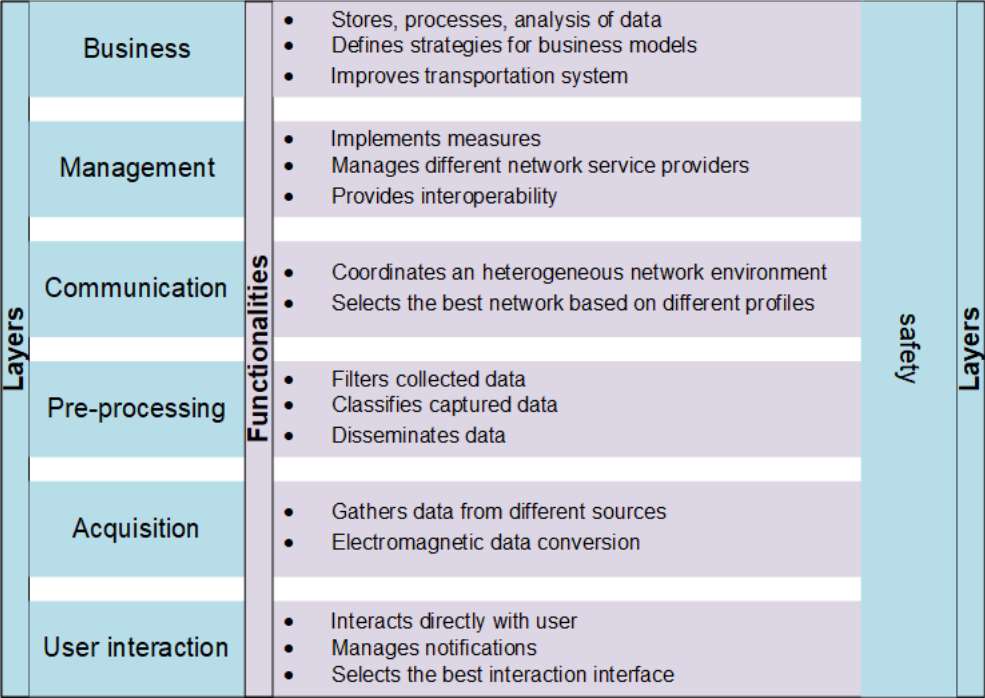 Layers
Business
Functionalities
• Stores, processes, analysis of data
• Defines strategies for business models
• Improves transportation system
Management
• Implements measures
• Manages different network service providers
• Provides interoperability
Communication
• Coordinates an heterogeneous network environment
• Selects the best network based on different profiles
Pre-processing
• Filters collected data
• Classifies captured data
• Disseminates data
Acquisition
• Gathers data from different sources
• Electromagnetic data conversion
User interaction
• Interacts directly with user
• Manages notifications
• Selects the best interaction interface
safety
Layers